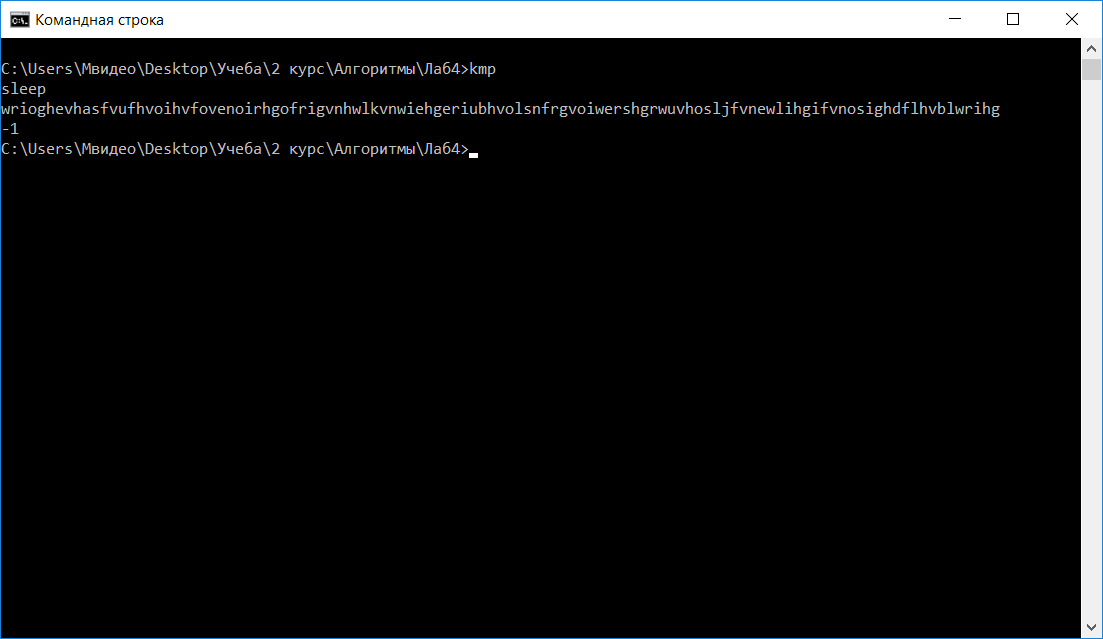 Командная строка
C:\Users\Мвидео\Desktop\Учеба\2 курс\Алгоритмы\Лаб4>kmp
sleep
wrioghevhasfvufhvoihvfovenoirhgofrigvnhwlkvnwiehgeriubhvolsnfrgvoiwershgrwuvhosljfvnewlihgifvnosighdflhvblwrihg
-1
C:\Users\Мвидео\Desktop\Учеба\2 курс\Алгоритмы\Лаб4>